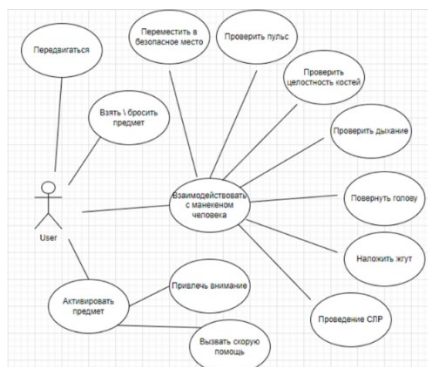 Передвигаться
Переместить в
безопасное место
Проверить пульс
Проверить
целостность костей
Взять \ бросить
предмет
Проверить дыхание
Взаимодействовать
с манекеном
человека
Повернуть голову
User
Наложить жгут
Активировать
предмет
Привлечь внимание
Проведение СЛР
Вызвать скорую
помощь